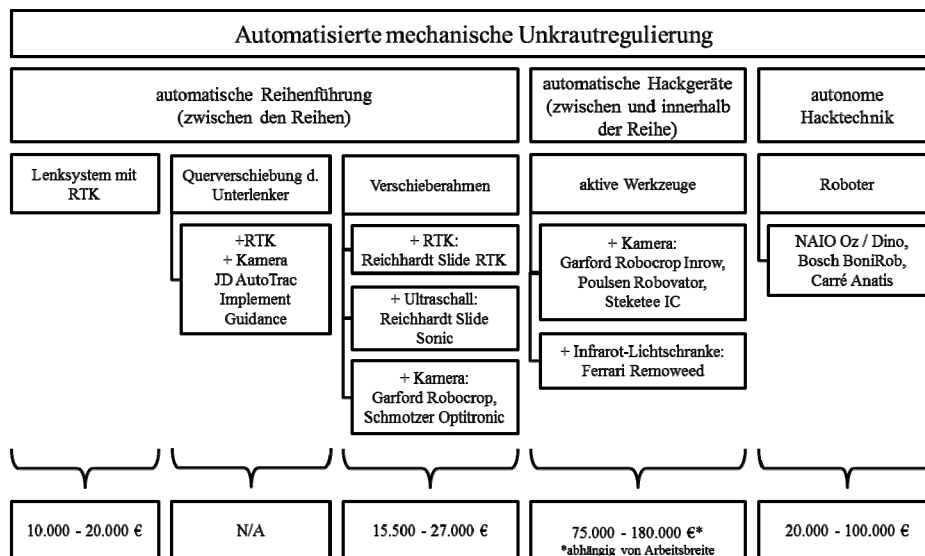 Automatisierte mechanische Unkrautregulierung
automatische Reihenführung
(zwischen den Reihen)
automatische Hackgeräte
(zwischen und innerhalb
der Reihe)
autonome
Hacktechnik
Lenksystem mit
RTK
Querverschiebung d.
Unterlenker
Verschieberahmen
aktive Werkzeuge
Roboter
+RTK
+ Kamera
JD AutoTrac
Implement
Guidance
+ RTK:
Reichhardt Slide RTK
+ Ultraschall:
Reichhardt Slide
Sonic
+ Kamera:
Garford Robocrop,
Schmotzer Optitronic
+ Kamera:
Garford Robocrop Inrow,
Poulsen Robovator,
Steketee IC
+ Infrarot-Lichtschranke:
Ferrari Remoweed
NAIO Oz / Dino,
Bosch BoniRob,
Carré Anatis
10.000 - 20.000 €
N/A
15.500 - 27.000 €
75.000 - 180.000 €*
*abhängig von Arbeitsbreite
20.000 - 100.000 €